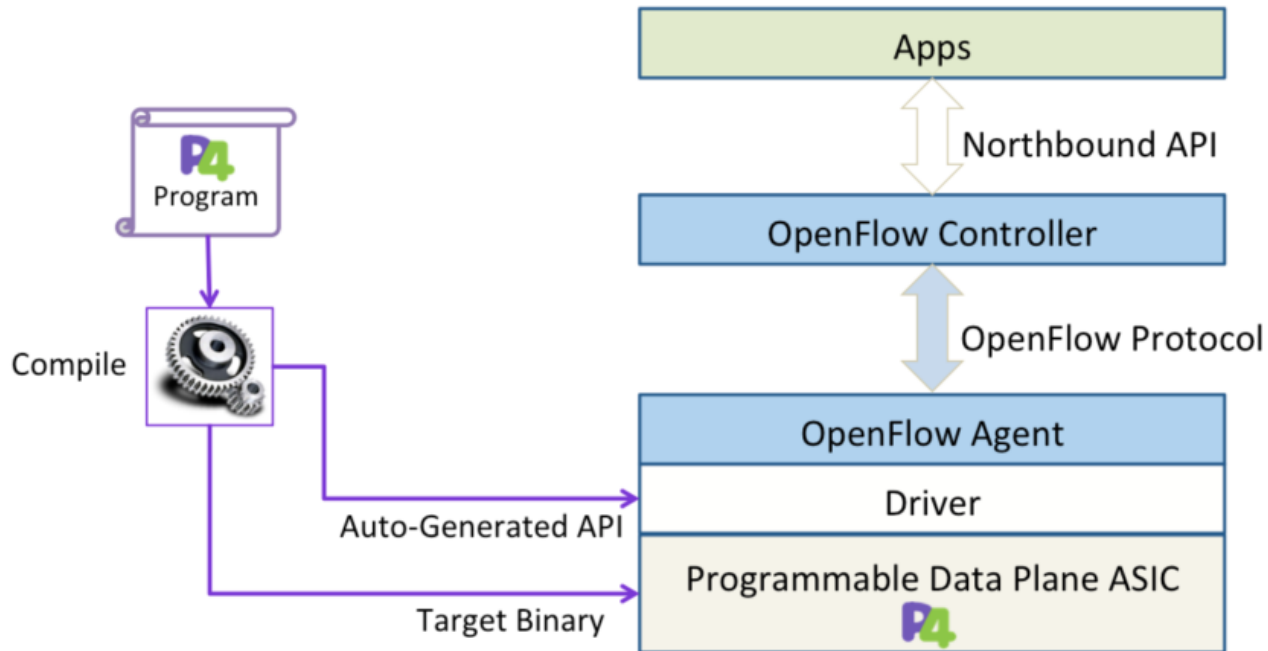 Apps
Northbound API
P4
Program
OpenFlow Controller
OpenFlow Protocol
Compile
OpenFlow Agent
Driver
Auto-Generated API
Programmable Data Plane ASIC
P4
Target Binary